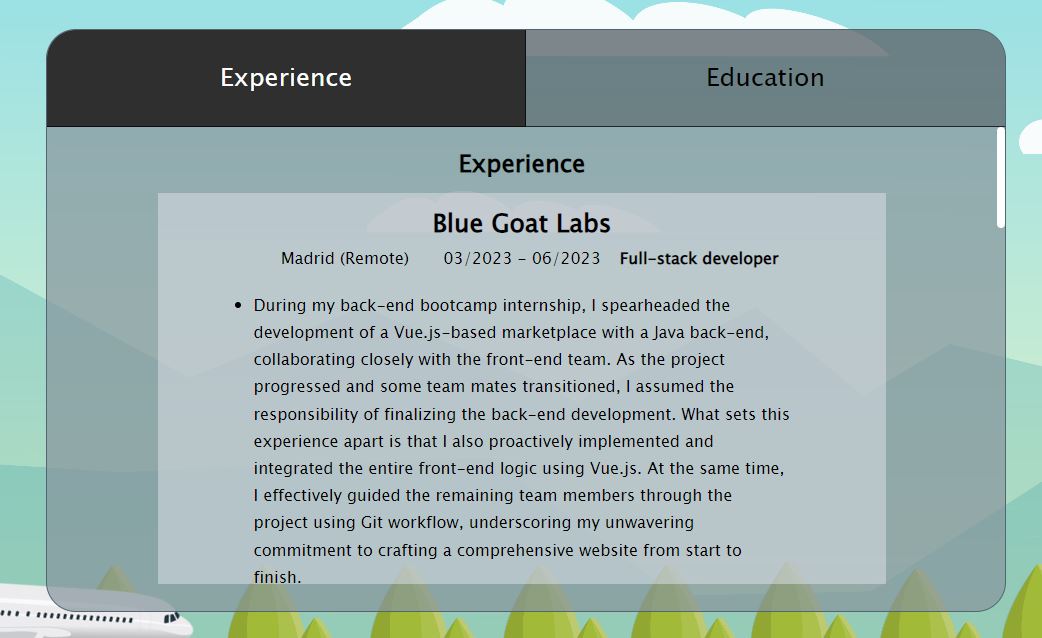 Experience
Education
Experience
Blue Goat Labs
Madrid (Remote) 03/2023 - 06/2023 Full-stack developer
• During my back-end bootcamp internship, I spearheaded the
development of a Vue.js-based marketplace with a Java back-end,
collaborating closely with the front-end team. As the project
progressed and some team mates transitioned, I assumed the
responsibility of finalizing the back-end development. What sets this
experience apart is that I also proactively implemented and
integrated the entire front-end logic using Vue.js. At the same time,
I effectively guided the remaining team members through the
project using Git workflow, underscoring my unwavering
commitment to crafting a comprehensive website from start to
finish.